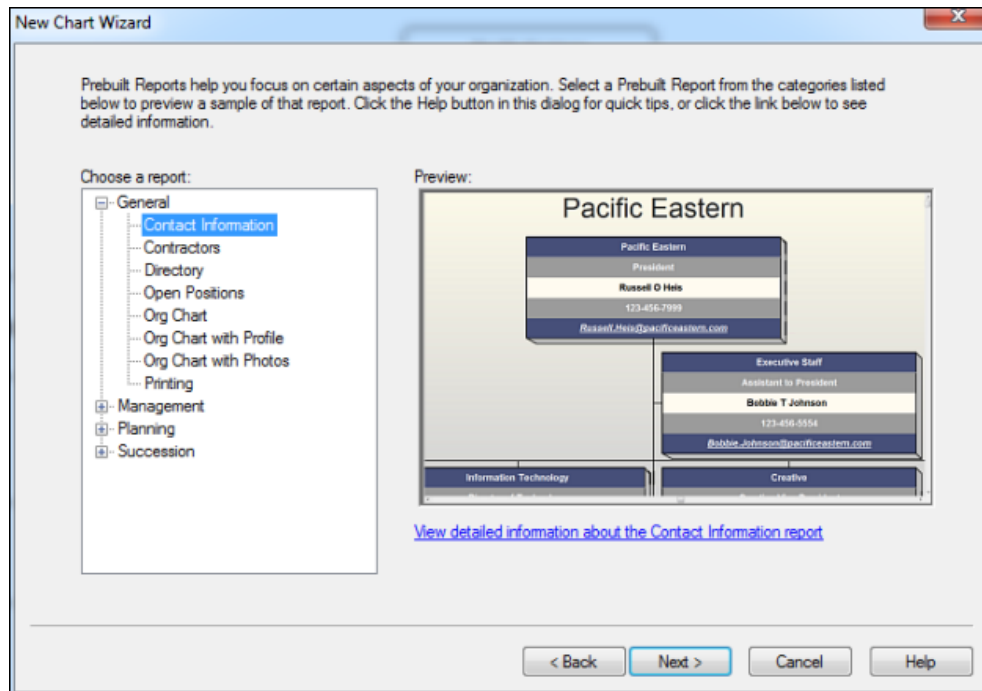 New Chart Wizard
Prebuilt Reports help you focus on certain aspects of your organization. Select a Prebuilt Report from the categories listed
below to preview a sample of that report. Click the Help button in this dialog for quick tips, or click the link below to see
detailed information.
Choose a report:
General
Contact Information
Contractors
Directory
Open Positions
Org Chart
Org Chart with Profile
Org Chart with Photos
Printing
Management
Planning
Succession
Preview:
Pacific Eastern
Pacific Eastern
President
Russell O Heis
123-456-7999
Russell.Heis@pacificeastern.com
Executive Staff
Assistant to President
Bobbie T Johnson
123-456-5554
Bobbie.Johnson@pacificeastern.com
Information Technology
Creative
View detailed information about the Contact Information report
< Back
Next >
Cancel
Help